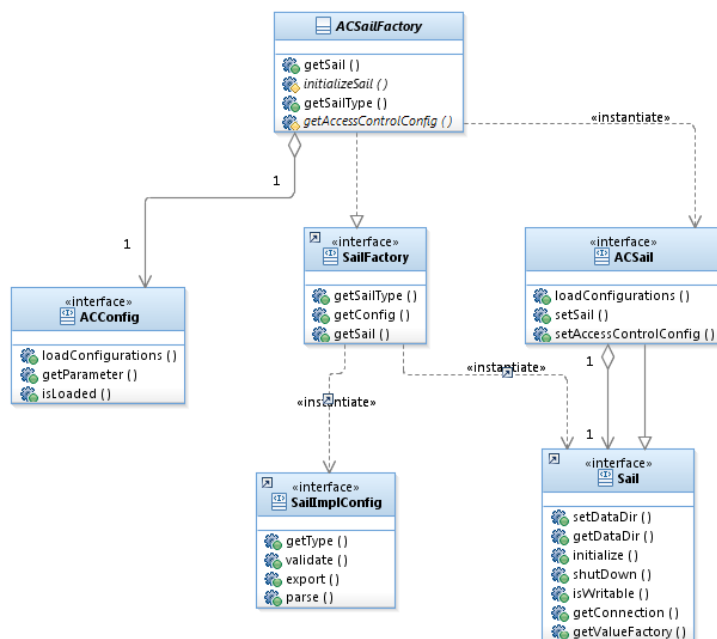 ACSailFactory
getSail ()
initializeSail ()
getSailType ()
getAccessControlConfig ()
«instantiate»
1
1
«interface»
ACConfig
loadConfigurations ()
getParameter ()
isLoaded ()
«interface»
SailFactory
getSailType ()
getConfig ()
getSail ()
«interface»
ACSail
loadConfigurations ()
setSail ()
setAccessControlConfig ()
«instantiate»
«instantiate»
1
1
«interface»
SailImplConfig
getType ()
validate ()
export ()
parse ()
«interface»
Sail
setDataDir ()
getDataDir ()
initialize ()
shutDown ()
isWritable ()
getConnection ()
getValueFactory ()